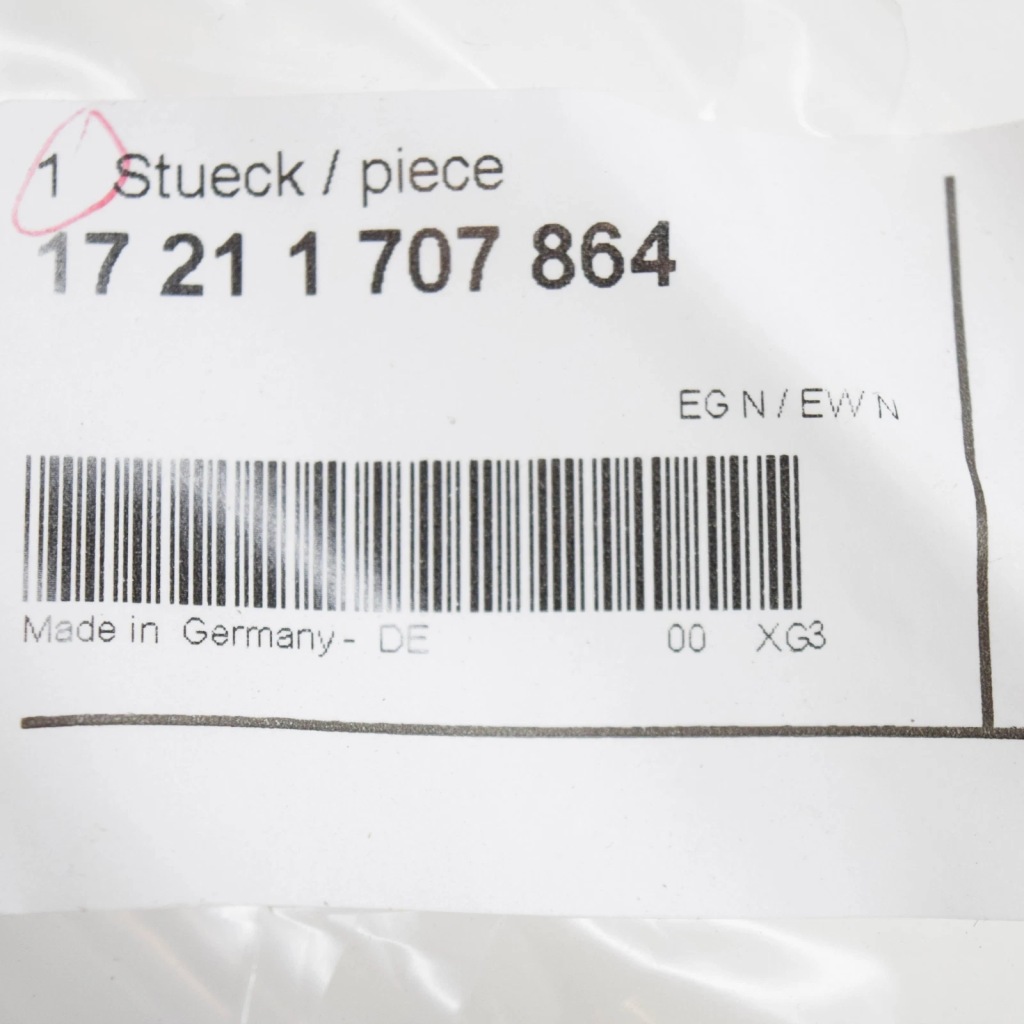 1 Stueck / piece
17 21 1 707 864
EG N / EW N
Made in Germany - DE 00 XG3